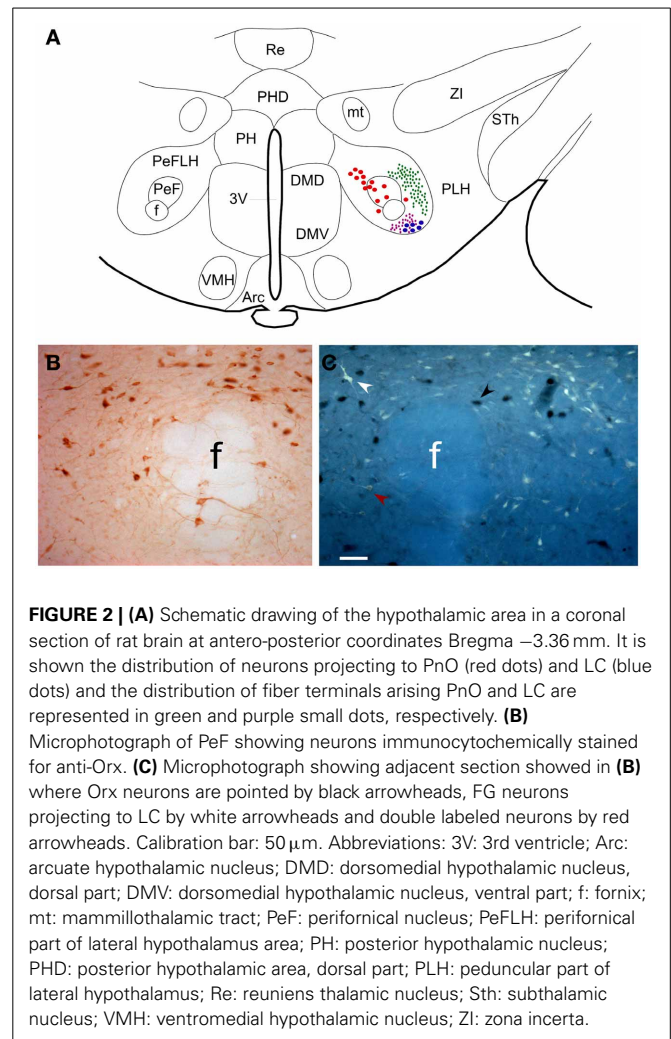 A
Re
PHD
mt
ZI
STh
PH
PeFLH
PeF
f
3V
DMD
PLH
DMV
VMH
Arc
B
f
C
f
FIGURE 2 | (A) Schematic drawing of the hypothalamic area in a coronal
section of rat brain at antero-posterior coordinates Bregma −3.36 mm. It is
shown the distribution of neurons projecting to PnO (red dots) and LC (blue
dots) and the distribution of fiber terminals arising PnO and LC are
represented in green and purple small dots, respectively. (B)
Microphotograph of PeF showing neurons immunocytochemically stained
for anti-Orx. (C) Microphotograph showing adjacent section showed in (B)
where Orx neurons are pointed by black arrowheads, FG neurons
projecting to LC by white arrowheads and double labeled neurons by red
arrowheads. Calibration bar: 50 μm. Abbreviations: 3V: 3rd ventricle; Arc:
arcuate hypothalamic nucleus; DMD: dorsomedial hypothalamic nucleus,
dorsal part; DMV: dorsomedial hypothalamic nucleus, ventral part; f: fornix;
mt: mammillothalamic tract; PeF: perifornical nucleus; PeFLH: perifornical
part of lateral hypothalamus area; PH: posterior hypothalamic nucleus;
PHD: posterior hypothalamic area, dorsal part; PLH: peduncular part of
lateral hypothalamus; Re: reuniens thalamic nucleus; Sth: subthalamic
nucleus; VMH: ventromedial hypothalamic nucleus; ZI: zona incerta.